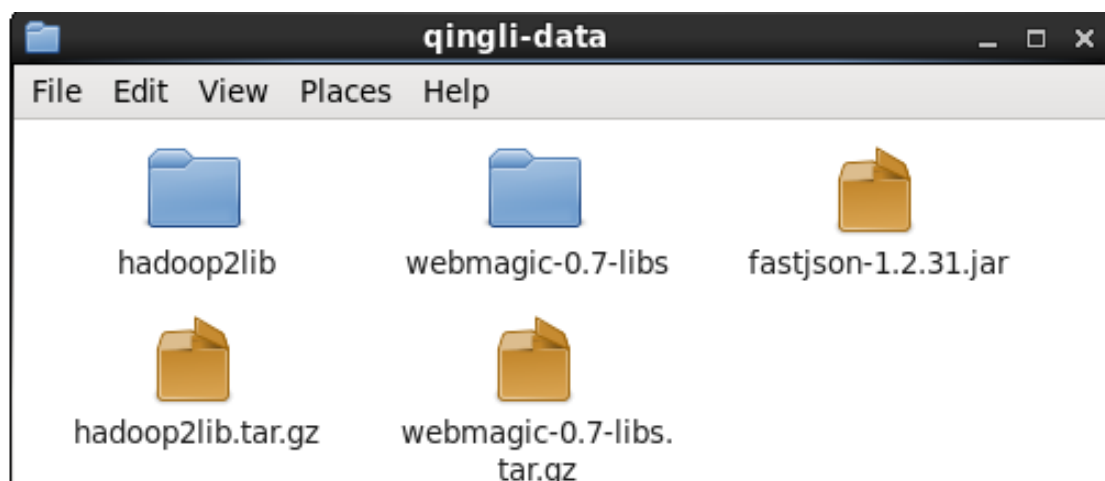 qingli-data
File Edit View Places Help
hadoop2lib
webmagic-0.7-libs
fastjson-1.2.31.jar
hadoop2lib.tar.gz
webmagic-0.7-libs.
tar.gz